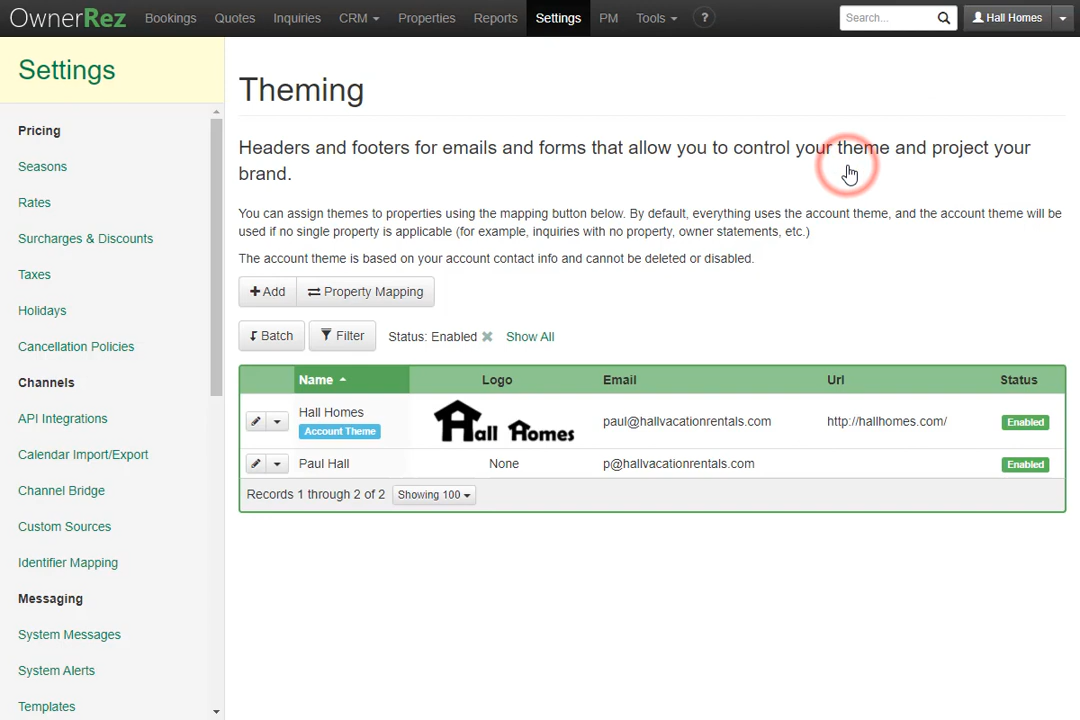 OwnerRez Bookings Quotes Inquiries CRM Properties Reports Settings PM Tools ? Search... Hall Homes
Settings
Pricing
Seasons
Rates
Surcharges & Discounts
Taxes
Holidays
Cancellation Policies
Channels
API Integrations
Calendar Import/Export
Channel Bridge
Custom Sources
Identifier Mapping
Messaging
System Messages
System Alerts
Templates
Theming
Headers and footers for emails and forms that allow you to control your theme and project your
brand.
You can assign themes to properties using the mapping button below. By default, everything uses the account theme, and the account theme will be
used if no single property is applicable (for example, inquiries with no property, owner statements, etc.)
The account theme is based on your account contact info and cannot be deleted or disabled.
Add Property Mapping
Batch Filter Status: Enabled Show All
Name Logo Email Url Status
Hall Homes Hall Homes paul@hallvacationrentals.com http://hallhomes.com/ Enabled
Account Theme
Paul Hall None p@hallvacationrentals.com Enabled
Records 1 through 2 of 2 Showing 100